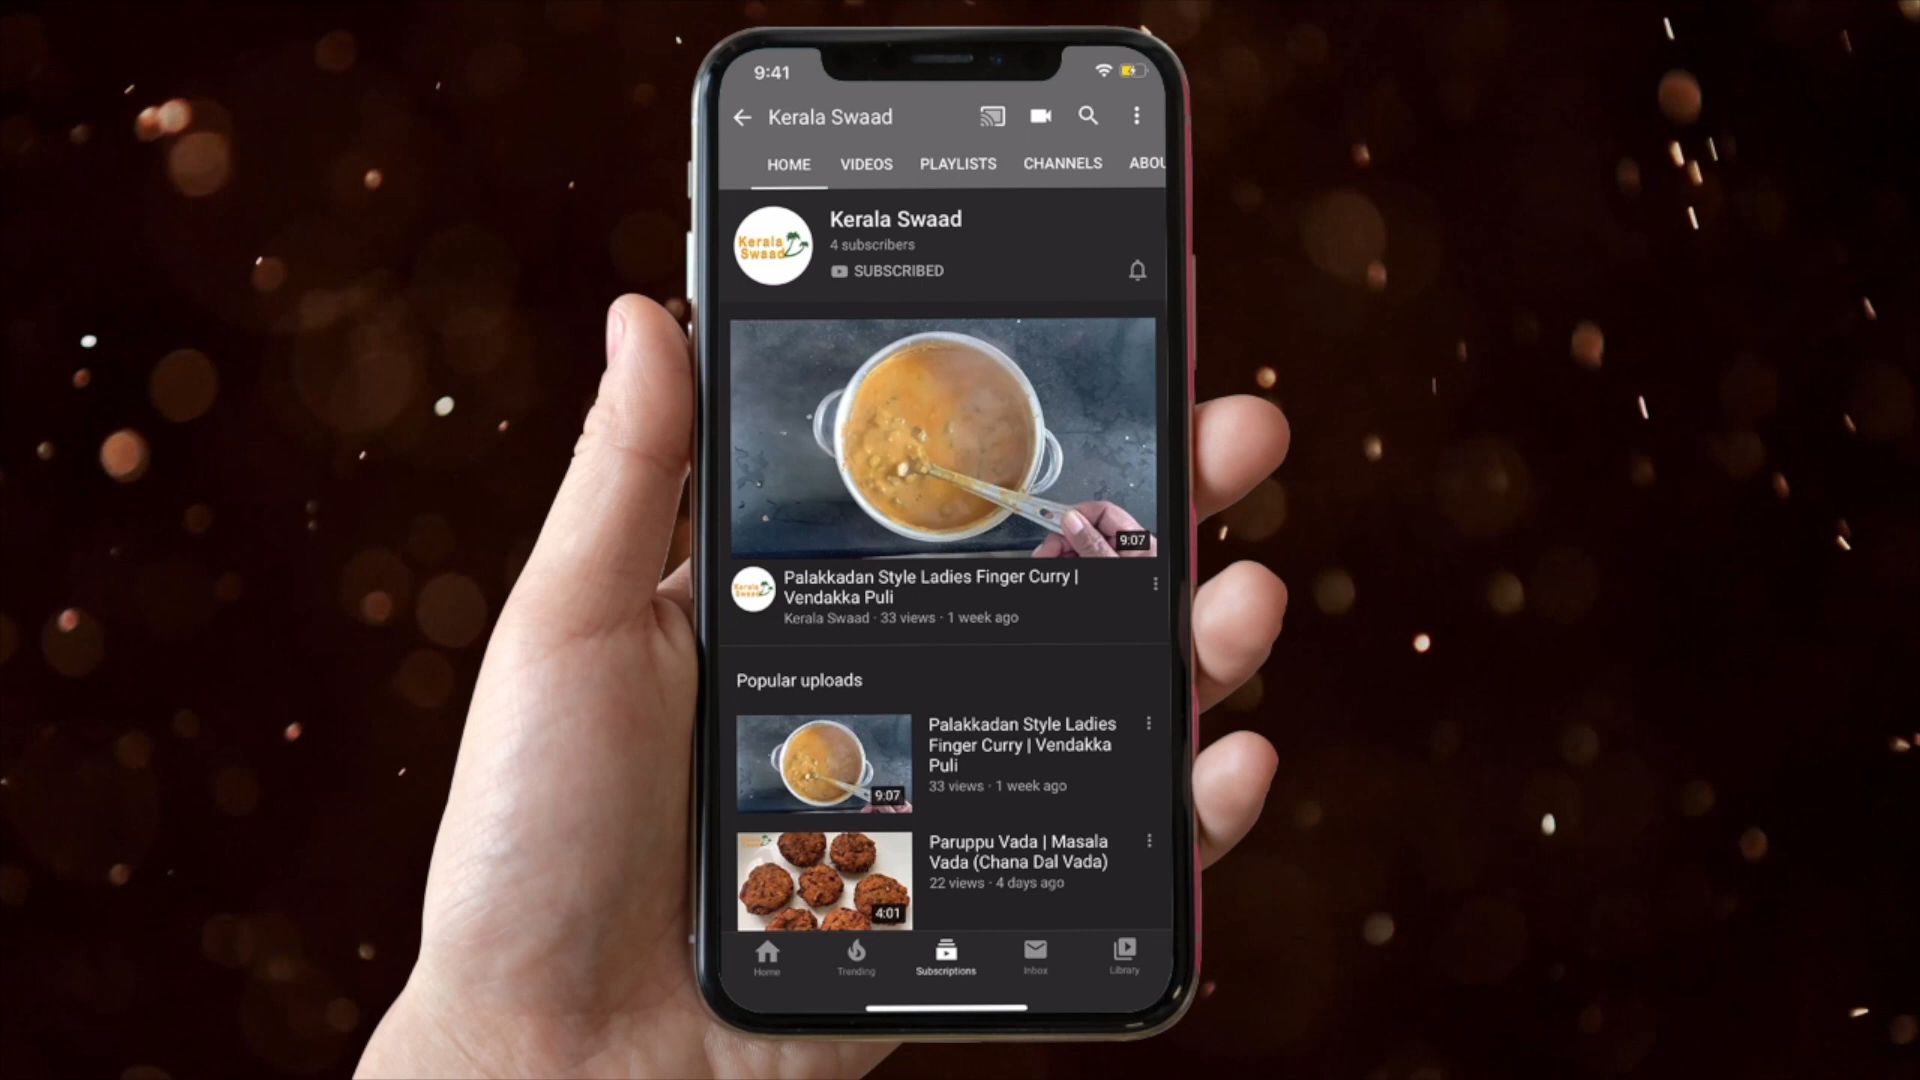 9:41
Kerala Swaad
HOME VIDEOS PLAYLISTS CHANNELS ABOU
Kerala
Swaad
Kerala Swaad
4 subscribers
SUBSCRIBED
9:07
Kerala
Swaad
Palakkadan Style Ladies Finger Curry |
Vendakka Puli
Kerala Swaad · 33 views · 1 week ago
Popular uploads
9:07
Palakkadan Style Ladies
Finger Curry | Vendakka
Puli
33 views · 1 week ago
4:01
Paruppu Vada | Masala
Vada (Chana Dal Vada)
22 views · 4 days ago
Home Trending Subscriptions Inbox Library